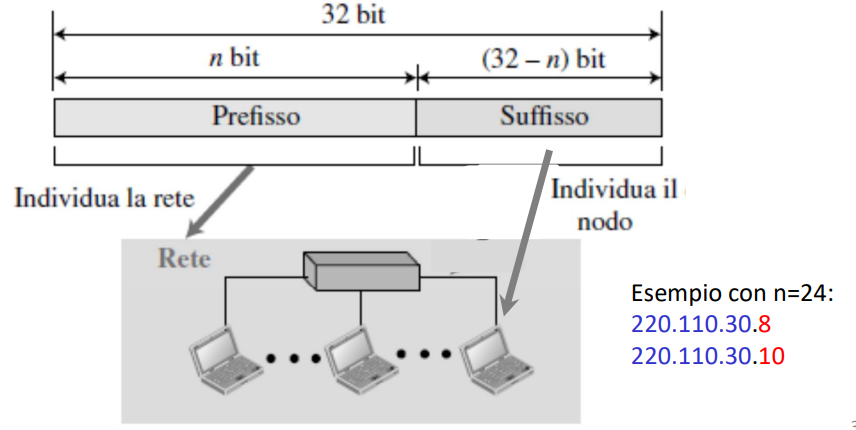 32 bit
n bit
(32 – n) bit
Prefisso
Suffisso
Individua la rete
Individua il
nodo
Rete
Esempio con n=24:
220.110.30.8
220.110.30.10